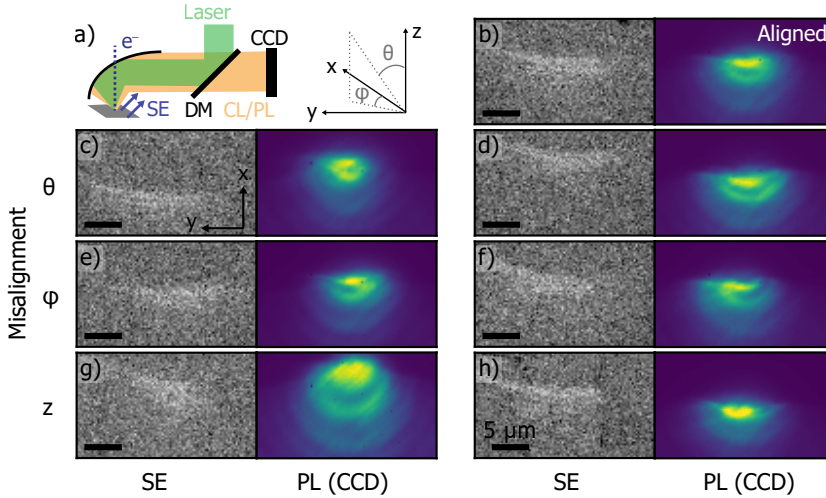 a)
e⁻
Laser
CCD
SE
DM
CL/PL
z
θ
x
φ
y
b)
Aligned
c)
x
y
d)
θ
e)
f)
φ
g)
h)
z
5 μm
Misalignment
SE
PL (CCD)
SE
PL (CCD)